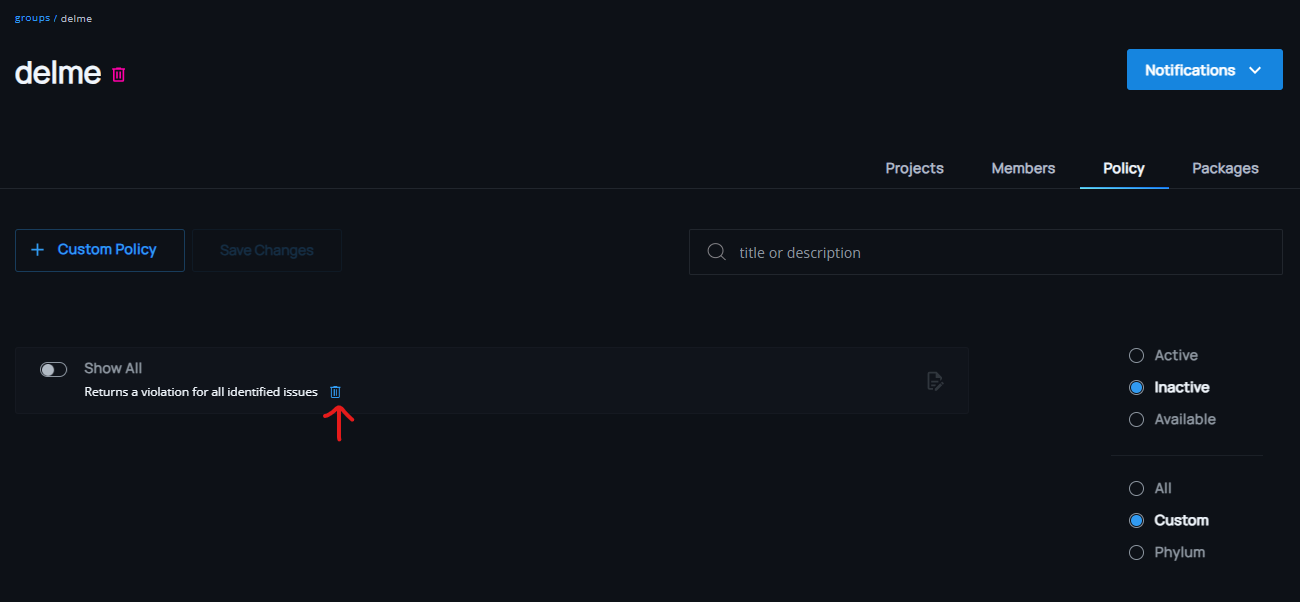 groups / delme
delme
Notifications
Projects Members Policy Packages
Custom Policy Save Changes title or description
Show All
Returns a violation for all identified issues
Active
Inactive
Available
All
Custom
Phylum